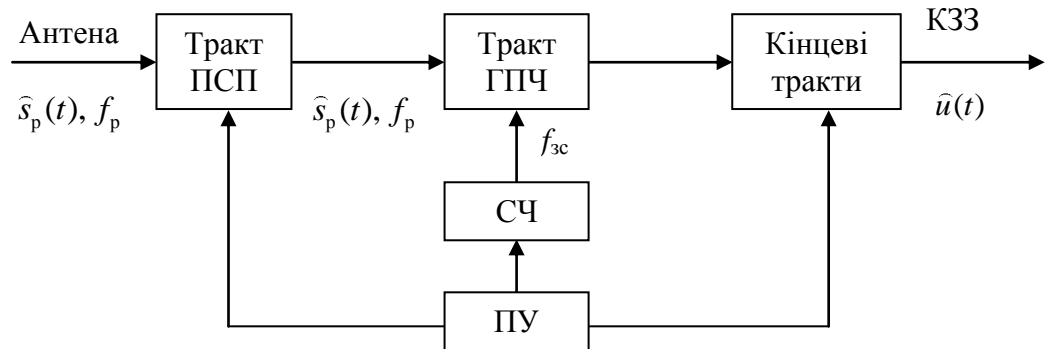 Антена
Тракт
ПСП
Тракт
ГПЧ
Кінцеві
тракти
КЗЗ
ŝр(t), fр
ŝр(t), fр
û(t)
fзс
СЧ
ПУ